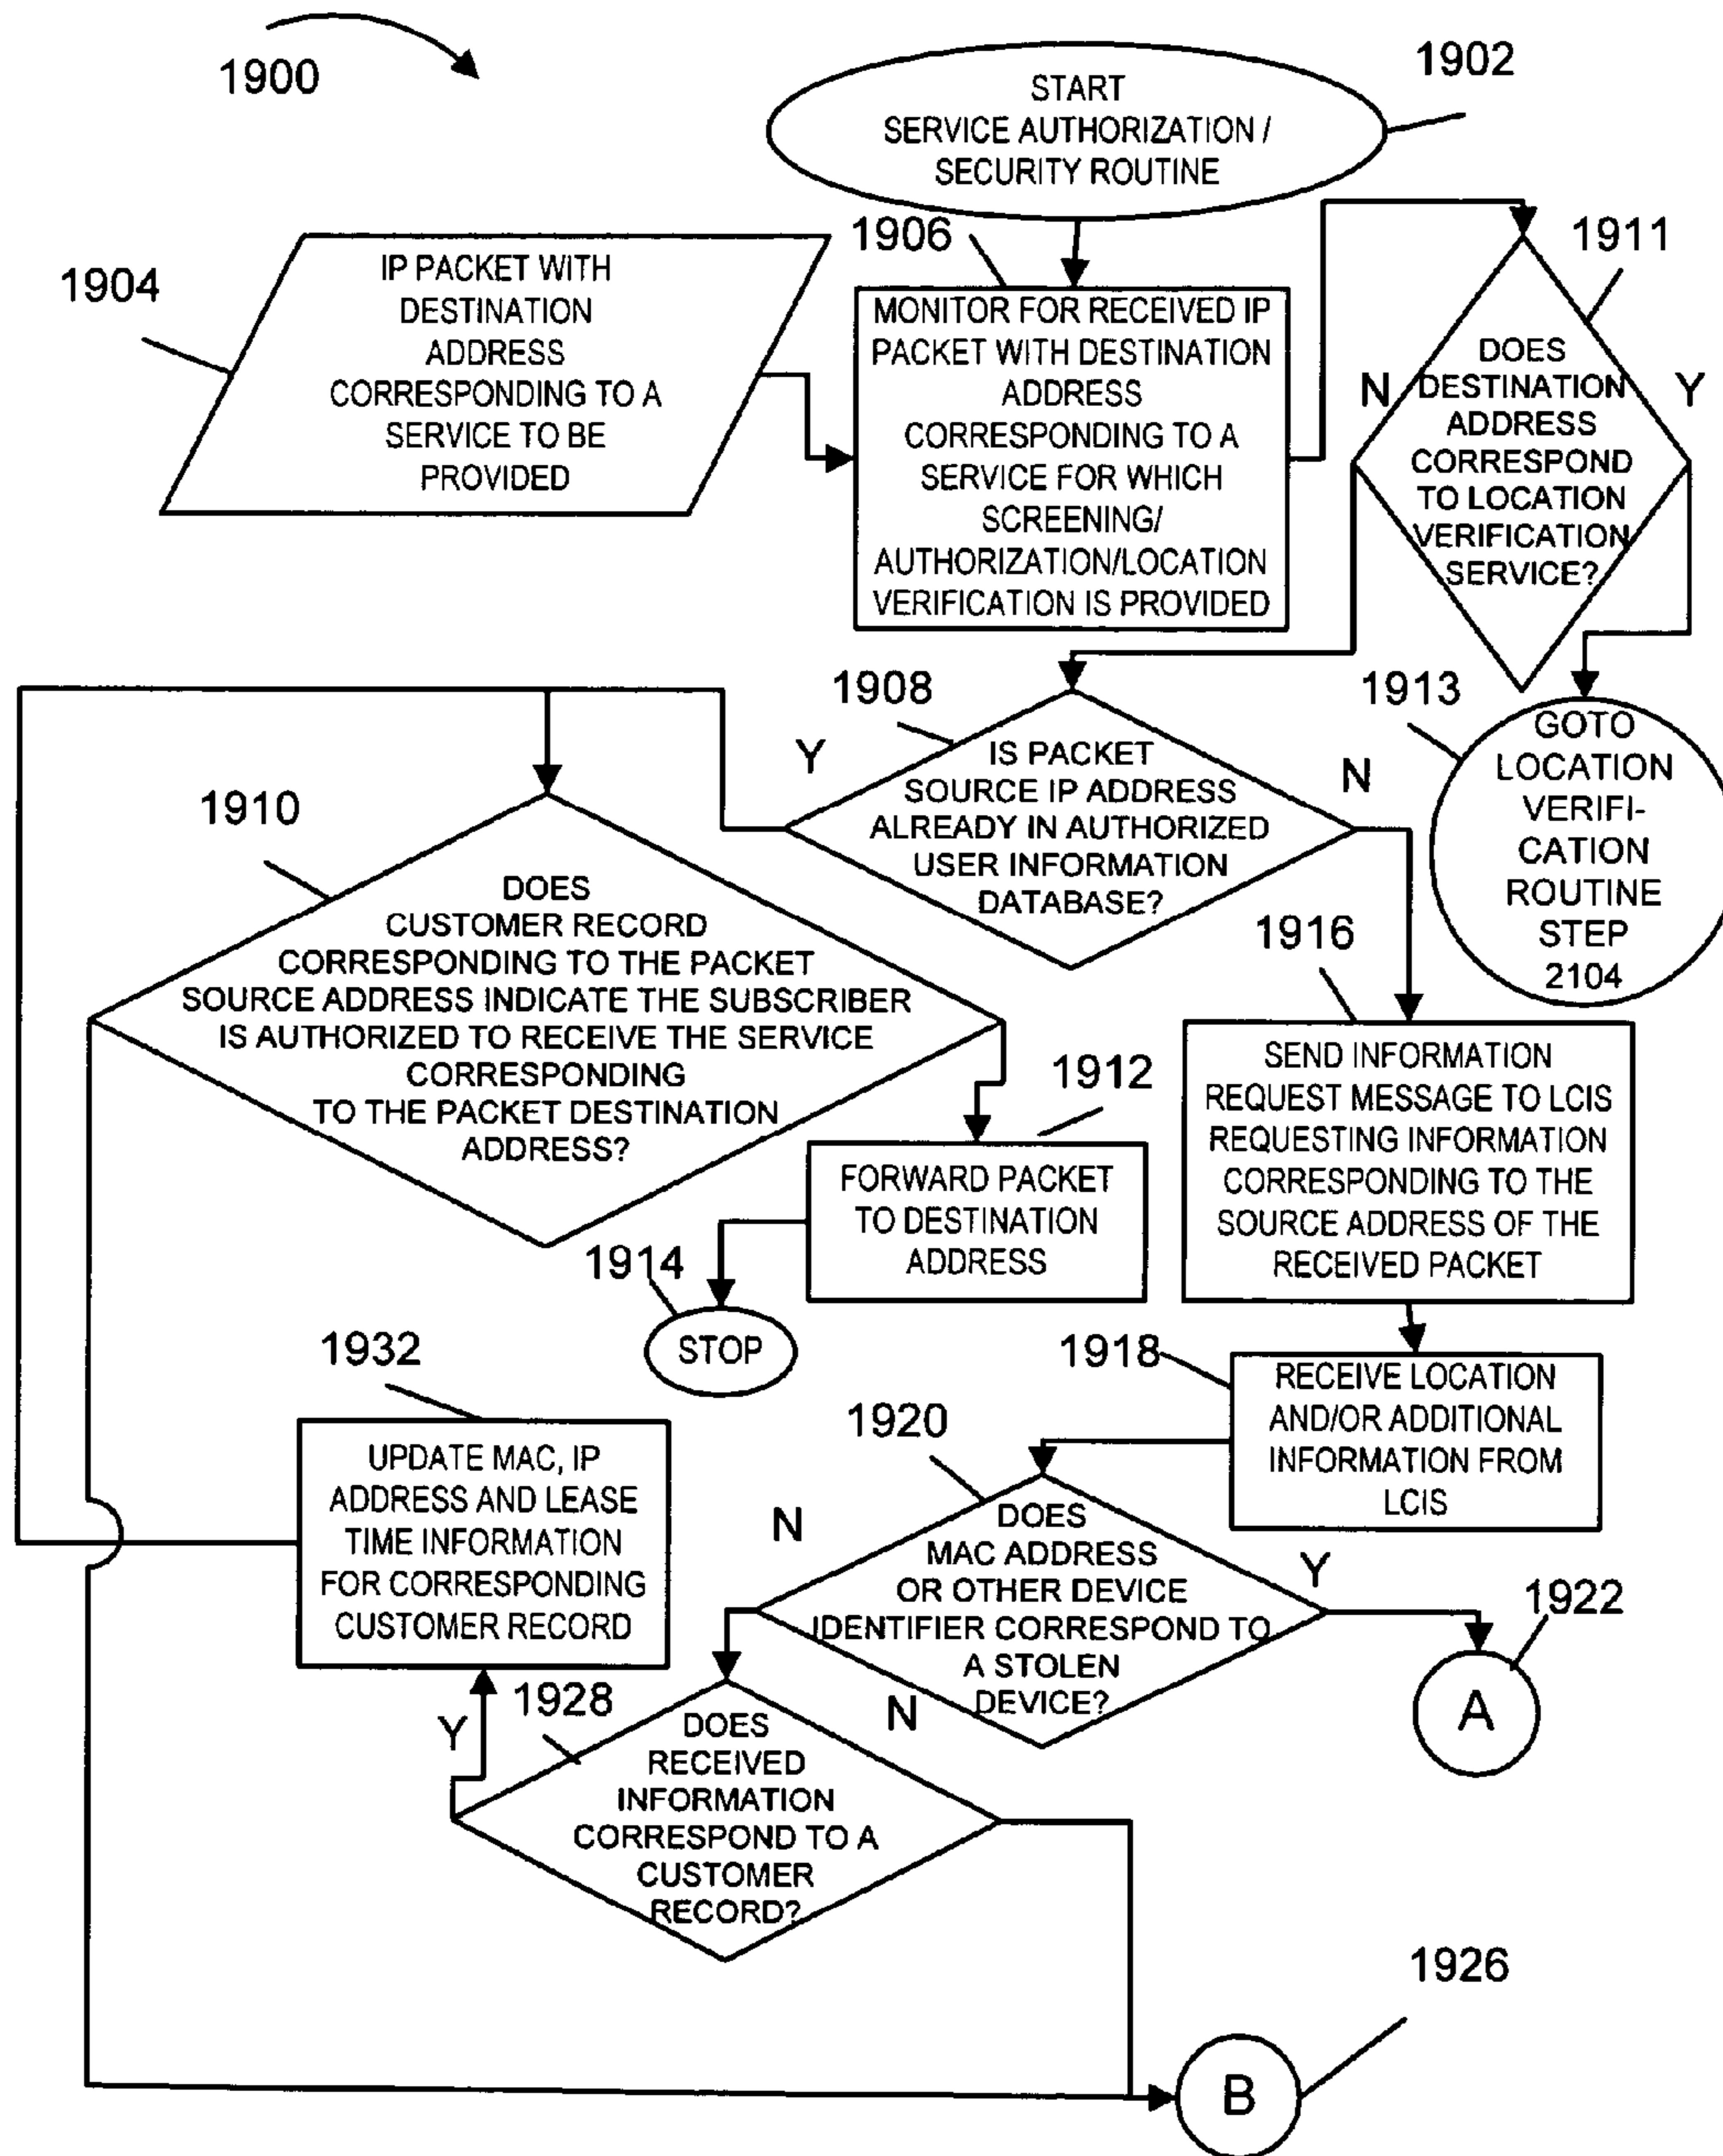 1900
START
SERVICE AUTHORIZATION /
SECURITY ROUTINE
1902
1904
IP PACKET WITH
DESTINATION
ADDRESS
CORRESPONDING TO A
SERVICE TO BE
PROVIDED
1906
MONITOR FOR RECEIVED IP
PACKET WITH DESTINATION
ADDRESS
CORRESPONDING TO A
SERVICE FOR WHICH
SCREENING/
AUTHORIZATION/LOCATION
VERIFICATION IS PROVIDED
1911
N
Y
DOES
DESTINATION
ADDRESS
CORRESPOND
TO LOCATION
VERIFICATION
SERVICE?
1913
GOTO
LOCATION
VERIFI-
CATION
ROUTINE
STEP
2104
1908
Y
N
IS PACKET
SOURCE IP ADDRESS
ALREADY IN AUTHORIZED
USER INFORMATION
DATABASE?
1910
DOES
CUSTOMER RECORD
CORRESPONDING TO THE PACKET
SOURCE ADDRESS INDICATE THE SUBSCRIBER
IS AUTHORIZED TO RECEIVE THE SERVICE
CORRESPONDING
TO THE PACKET DESTINATION
ADDRESS?
1912
FORWARD PACKET
TO DESTINATION
ADDRESS
1914
STOP
1916
SEND INFORMATION
REQUEST MESSAGE TO LCIS
REQUESTING INFORMATION
CORRESPONDING TO THE
SOURCE ADDRESS OF THE
RECEIVED PACKET
1918
RECEIVE LOCATION
AND/OR ADDITIONAL
INFORMATION FROM
LCIS
1920
N
Y
DOES
MAC ADDRESS
OR OTHER DEVICE
IDENTIFIER CORRESPOND TO
A STOLEN
DEVICE?
1922
A
1932
UPDATE MAC, IP
ADDRESS AND LEASE
TIME INFORMATION
FOR CORRESPONDING
CUSTOMER RECORD
1928
Y
N
DOES
RECEIVED
INFORMATION
CORRESPOND TO A
CUSTOMER
RECORD?
1926
B